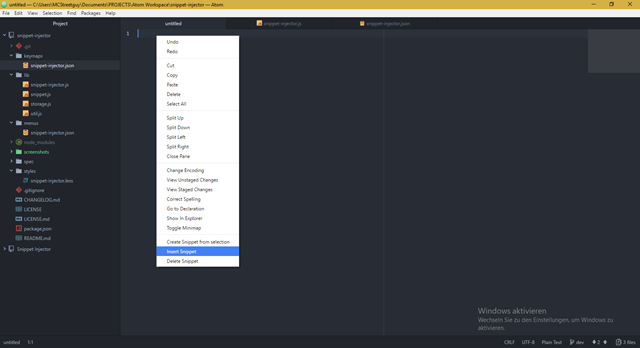 untitled — C:\Users\MCStreetguy\Documents\PROJECTS\Atom Workspace\snippet-injector — Atom
File Edit View Selection Find Packages Help
Project
untitled
snippet-injector.js
snippet-injector.json
snippet-injector
.git
keymaps
snippet-injector.json
lib
snippet-injector.js
snippet.js
storage.js
util.js
menus
snippet-injector.json
node_modules
screenshots
spec
styles
snippet-injector.less
.gitignore
CHANGELOG.md
LICENSE
LICENSE.md
package.json
README.md
Snippet Injector
1
Undo
Redo
Cut
Copy
Paste
Delete
Select All
Split Up
Split Down
Split Left
Split Right
Close Pane
Change Encoding
View Unstaged Changes
View Staged Changes
Correct Spelling
Go to Declaration
Show In Explorer
Toggle Minimap
Create Snippet from selection
Insert Snippet
Delete Snippet
Windows aktivieren
Wechseln Sie zu den Einstellungen, um Windows zu
aktivieren.
untitled 1:1 CRLF UTF-8 Plain Text dev 2 3 files